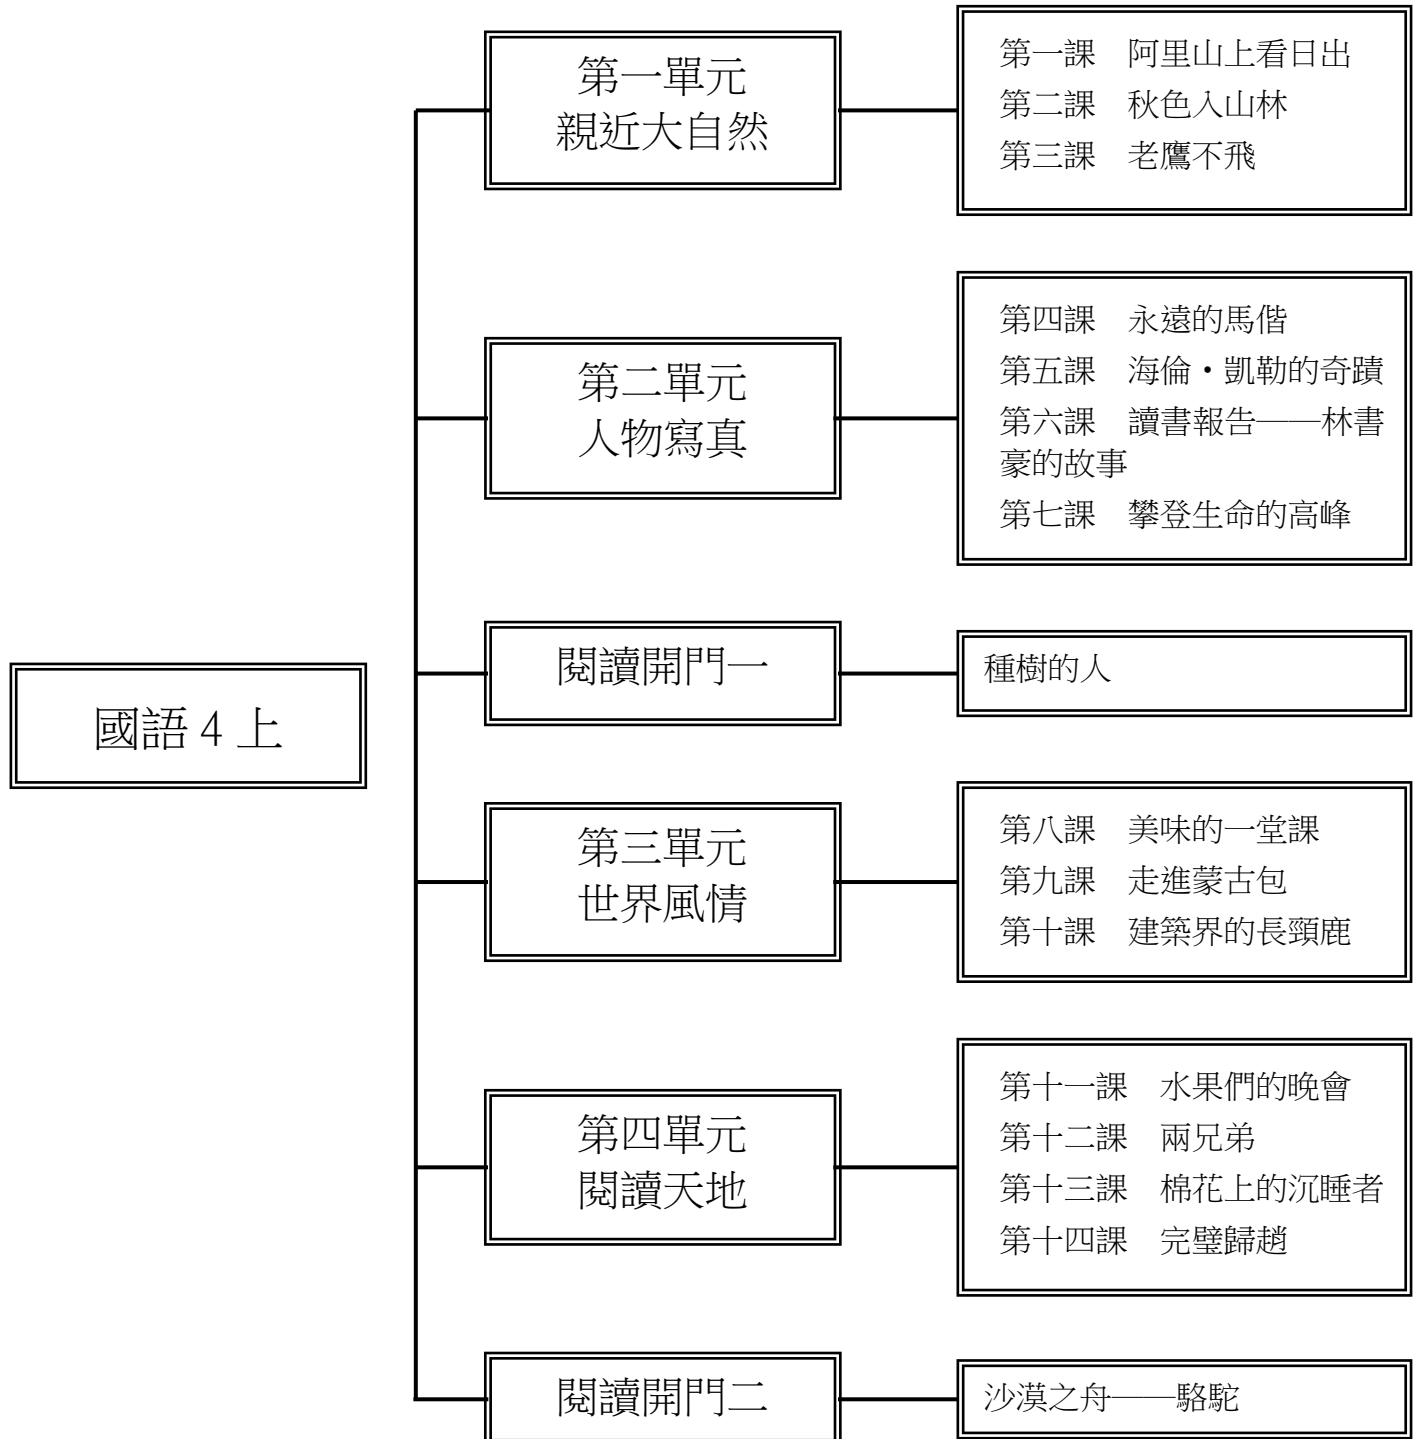 國語 4 上
第一單元
親近大自然
第一課　阿里山上看日出
第二課　秋色入山林
第三課　老鷹不飛
第二單元
人物寫真
第四課　永遠的馬偕
第五課　海倫・凱勒的奇蹟
第六課　讀書報告——林書
豪的故事
第七課　攀登生命的高峰
閱讀開門一
種樹的人
第三單元
世界風情
第八課　美味的一堂課
第九課　走進蒙古包
第十課　建築界的長頸鹿
第四單元
閱讀天地
第十一課　水果們的晚會
第十二課　兩兄弟
第十三課　棉花上的沉睡者
第十四課　完璧歸趙
閱讀開門二
沙漠之舟——駱駝